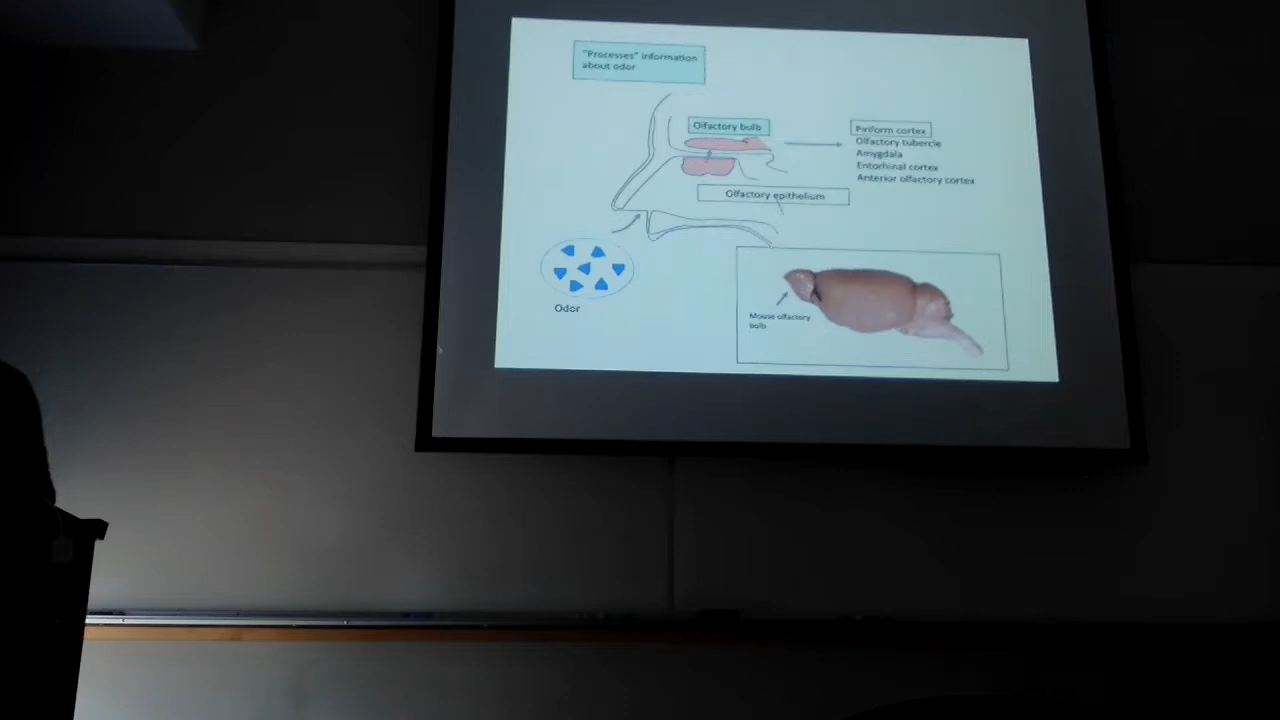 "Processes" information
about odor
Olfactory bulb
Piriform cortex
Olfactory tubercle
Amygdala
Entorhinal cortex
Anterior olfactory cortex
Olfactory epithelium
Odor
Mouse olfactory
bulb